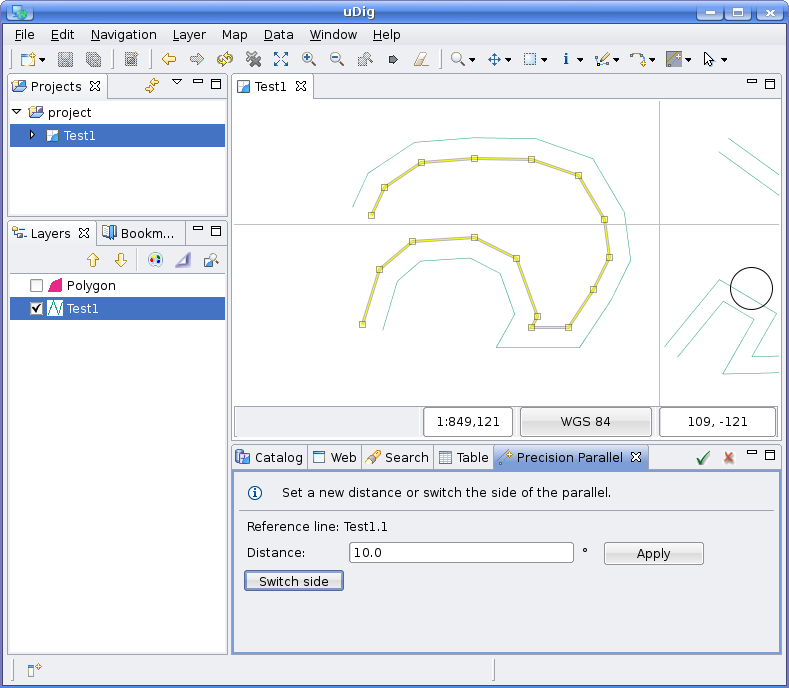 uDig
File Edit Navigation Layer Map Data Window Help
Projects
project
Test1
Layers
Bookm...
Polygon
Test1
Test1
1:849,121
WGS 84
109, -121
Catalog
Web
Search
Table
Precision Parallel
Set a new distance or switch the side of the parallel.
Reference line: Test1.1
Distance: 10.0 ° Apply
Switch side